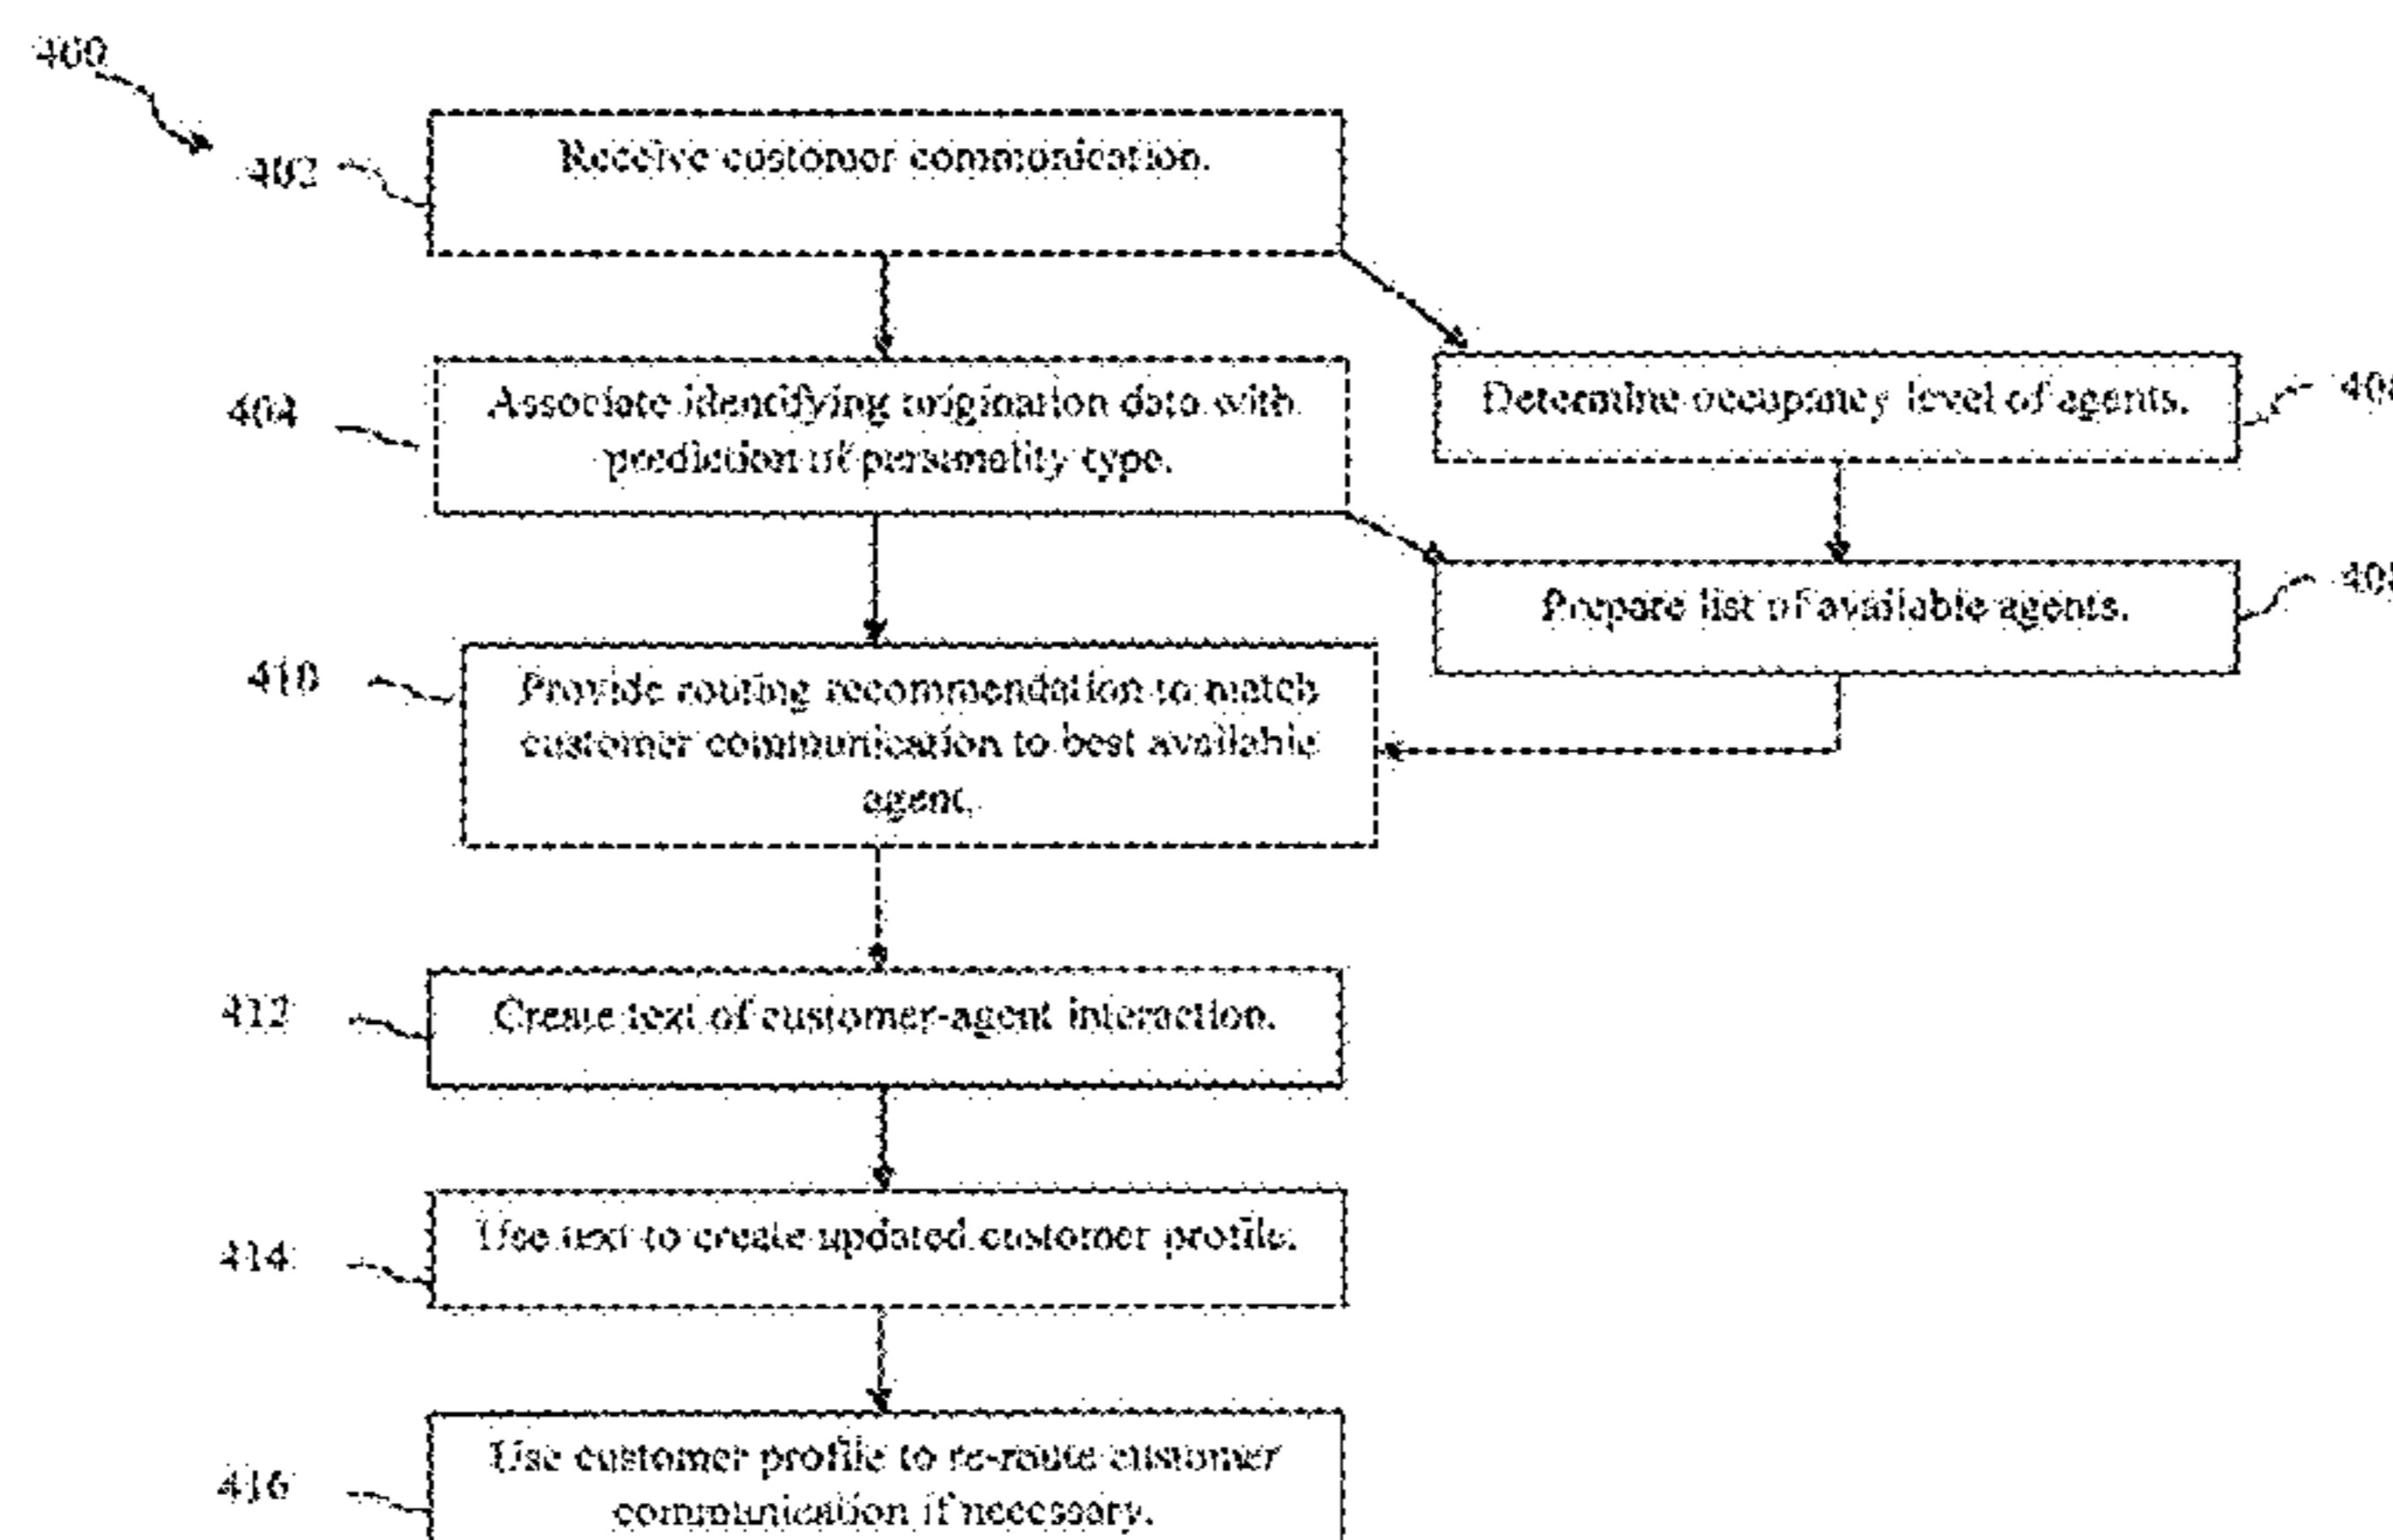 400
402
Receive customer communication.
404
Associate identifying origination data with
prediction of personality type.
Determine occupancy level of agents.
Prepare list of available agents.
410
Provide routing recommendation to match
customer communication to best available
agent.
412
Create text of customer-agent interaction.
414
Use text to create updated customer profile.
416
Use customer profile to re-route customer
communication if necessary.